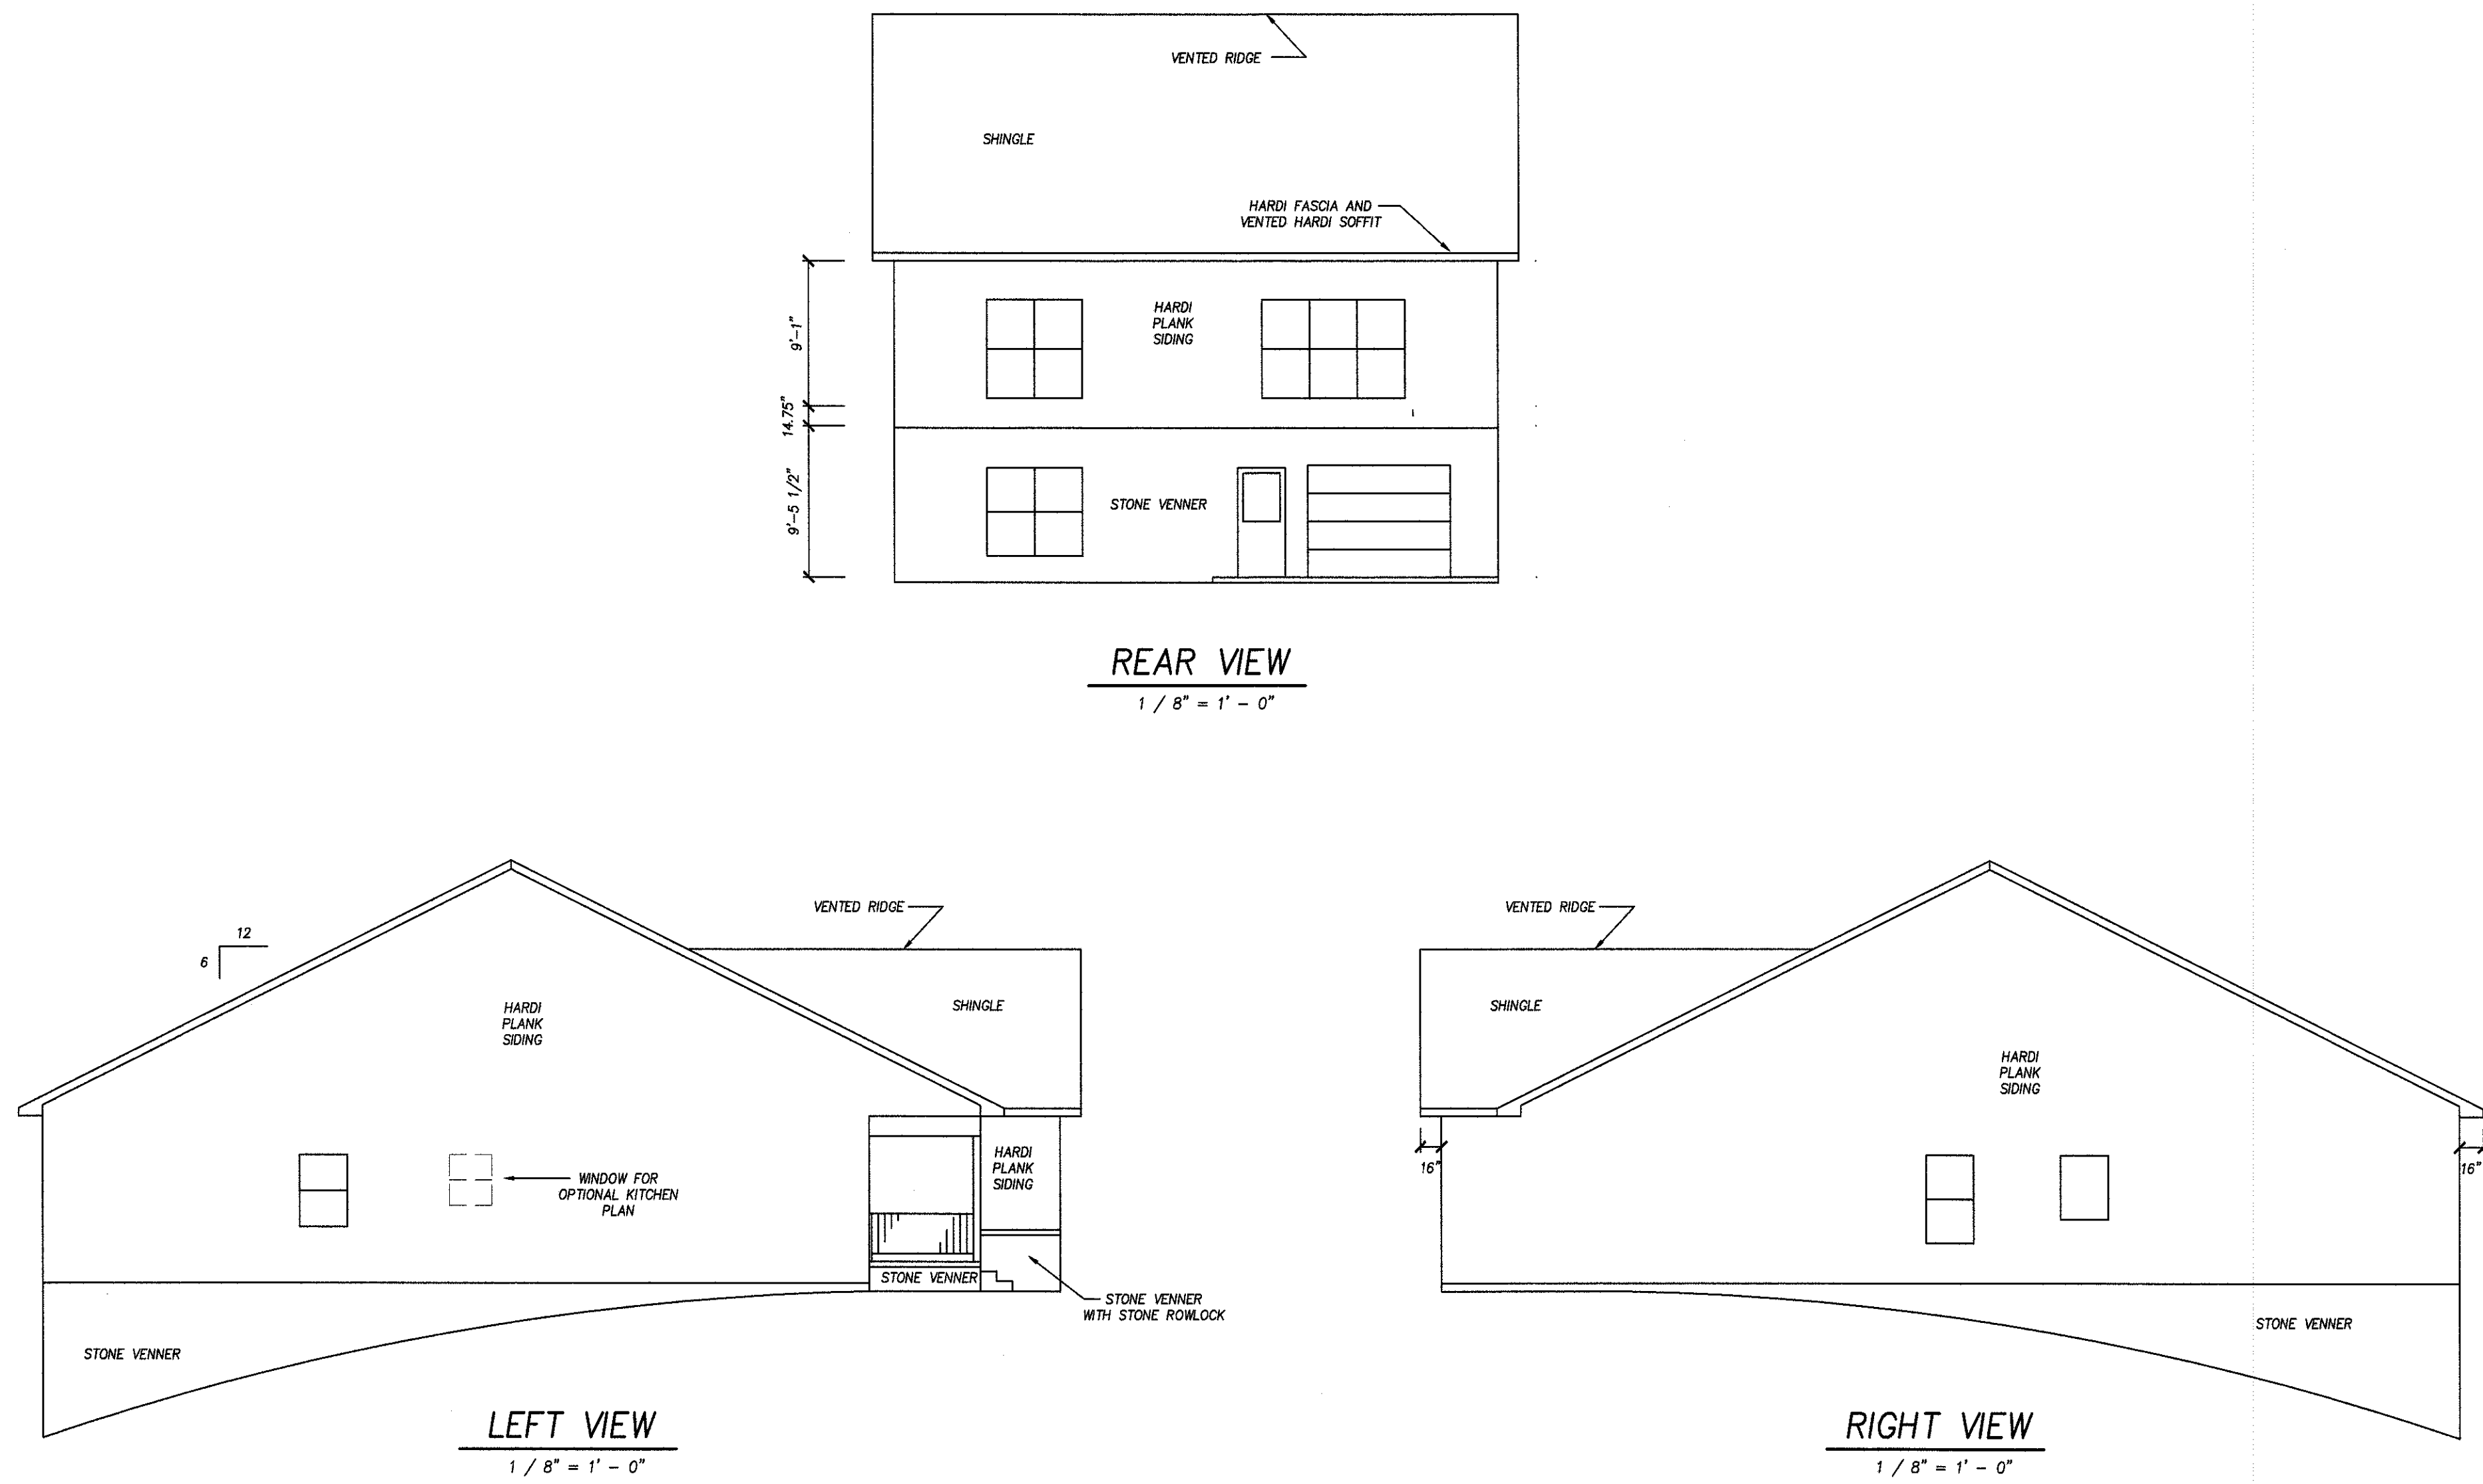 VENTED RIDGE
SHINGLE
HARDI FASCIA AND
VENTED HARDI SOFFIT
9'-1"
14.75"
9'-5 1/2"
HARDI
PLANK
SIDING
STONE VENNER
REAR VIEW
1 / 8" = 1' - 0"
12
6
VENTED RIDGE
HARDI
PLANK
SIDING
SHINGLE
WINDOW FOR
OPTIONAL KITCHEN
PLAN
HARDI
PLANK
SIDING
STONE VENNER
STONE VENNER
WITH STONE ROWLOCK
STONE VENNER
LEFT VIEW
1 / 8" = 1' - 0"
VENTED RIDGE
SHINGLE
HARDI
PLANK
SIDING
16"
16"
STONE VENNER
RIGHT VIEW
1 / 8" = 1' - 0"